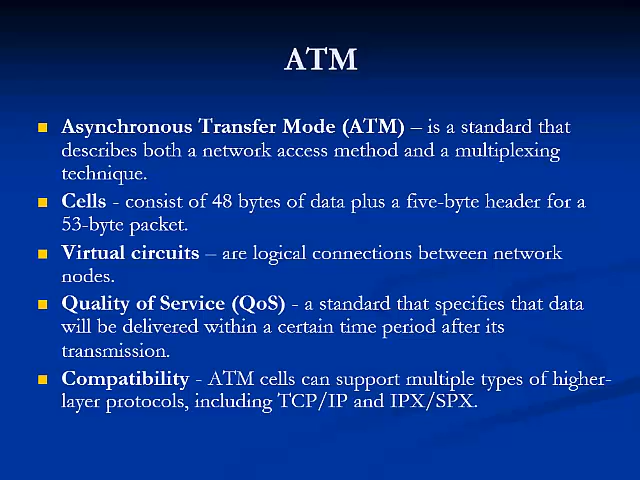 ATM
Asynchronous Transfer Mode (ATM) – is a standard that
describes both a network access method and a multiplexing
technique.
Cells - consist of 48 bytes of data plus a five-byte header for a
53-byte packet.
Virtual circuits – are logical connections between network
nodes.
Quality of Service (QoS) - a standard that specifies that data
will be delivered within a certain time period after its
transmission.
Compatibility - ATM cells can support multiple types of higher-
layer protocols, including TCP/IP and IPX/SPX.